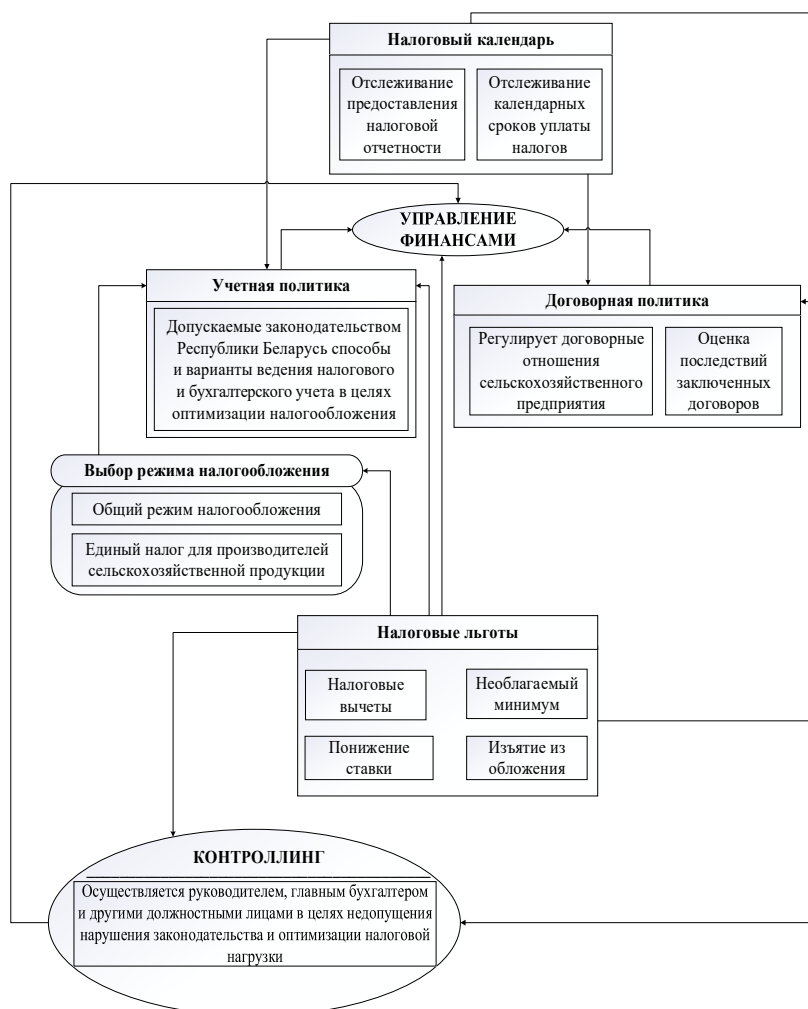 Налоговый календарь
Отслеживание
предоставления
налоговой
отчетности
Отслеживание
календарных
сроков уплаты
налогов
УПРАВЛЕНИЕ
ФИНАНСАМИ
Учетная политика
Допускаемые законодательством
Республики Беларусь способы
и варианты ведения налогового
и бухгалтерского учета в целях
оптимизации налогообложения
Договорная политика
Регулирует договорные
отношения
сельскохозяйственного
предприятия
Оценка
последствий
заключенных
договоров
Выбор режима налогообложения
Общий режим налогообложения
Единый налог для производителей
сельскохозяйственной продукции
Налоговые льготы
Налоговые
вычеты
Необлагаемый
минимум
Понижение
ставки
Изъятие из
обложения
КОНТРОЛЛИНГ
Осуществляется руководителем, главным бухгалтером
и другими должностными лицами в целях недопущения
нарушения законодательства и оптимизации налоговой
нагрузки